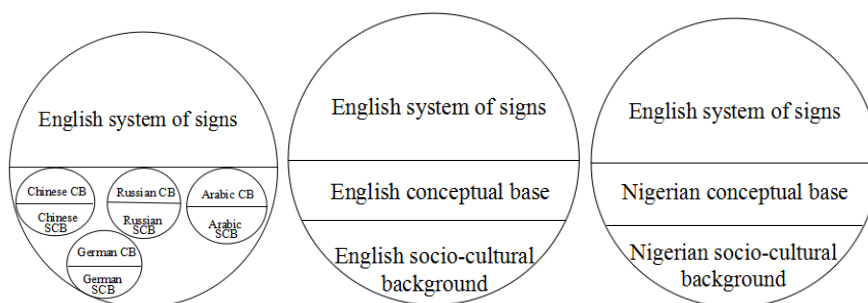 English system of signs
Chinese CB
Chinese
SCB
Russian CB
Russian
SCB
Arabic CB
Arabic
SCB
German CB
German
SCB
English system of signs
English conceptual base
English socio-cultural
background
English system of signs
Nigerian conceptual base
Nigerian socio-cultural
background